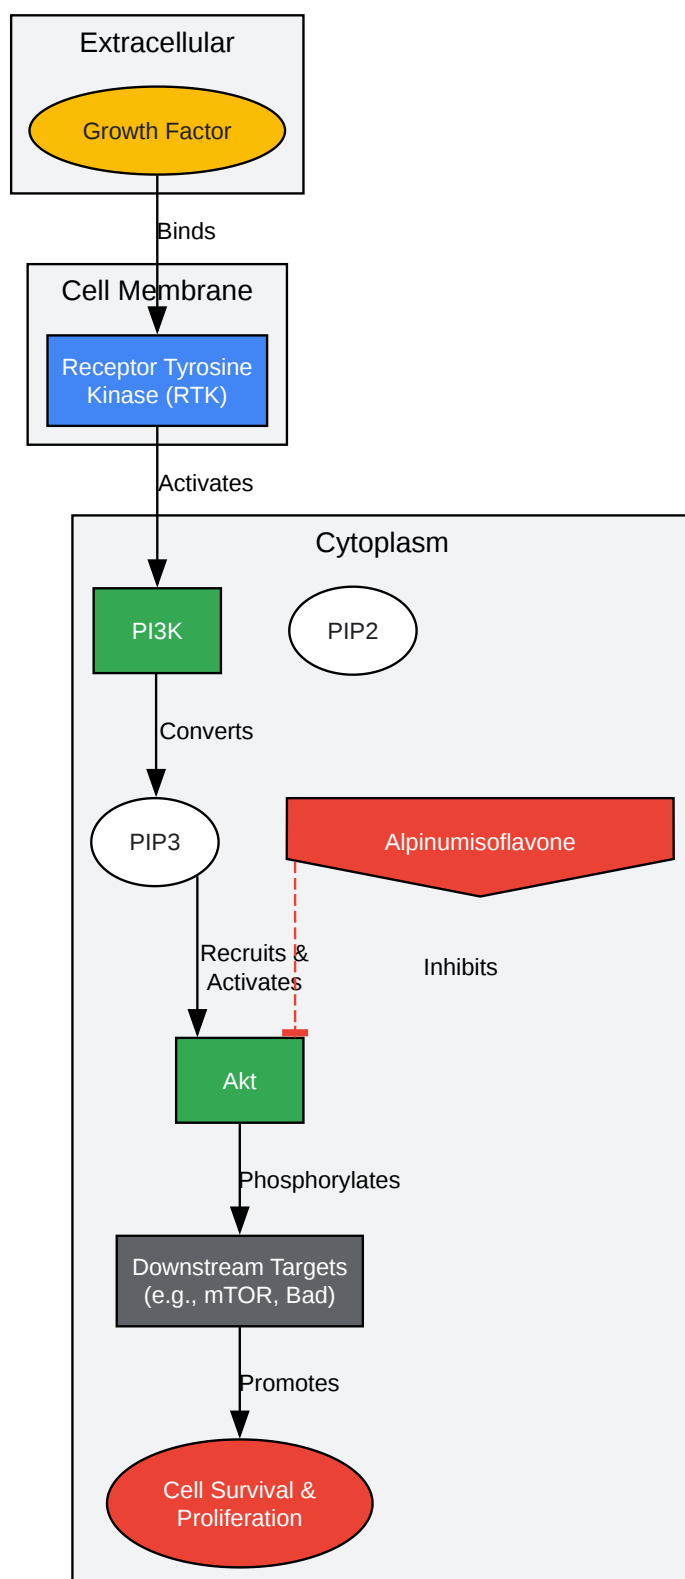 Extracellular
Growth Factor
Binds
Cell Membrane
Receptor Tyrosine
Kinase (RTK)
Activates
Cytoplasm
PI3K
PIP2
Converts
PIP3
Alpinumisoflavone
Recruits &
Activates
Inhibits
Akt
Phosphorylates
Downstream Targets
(e.g., mTOR, Bad)
Promotes
Cell Survival &
Proliferation